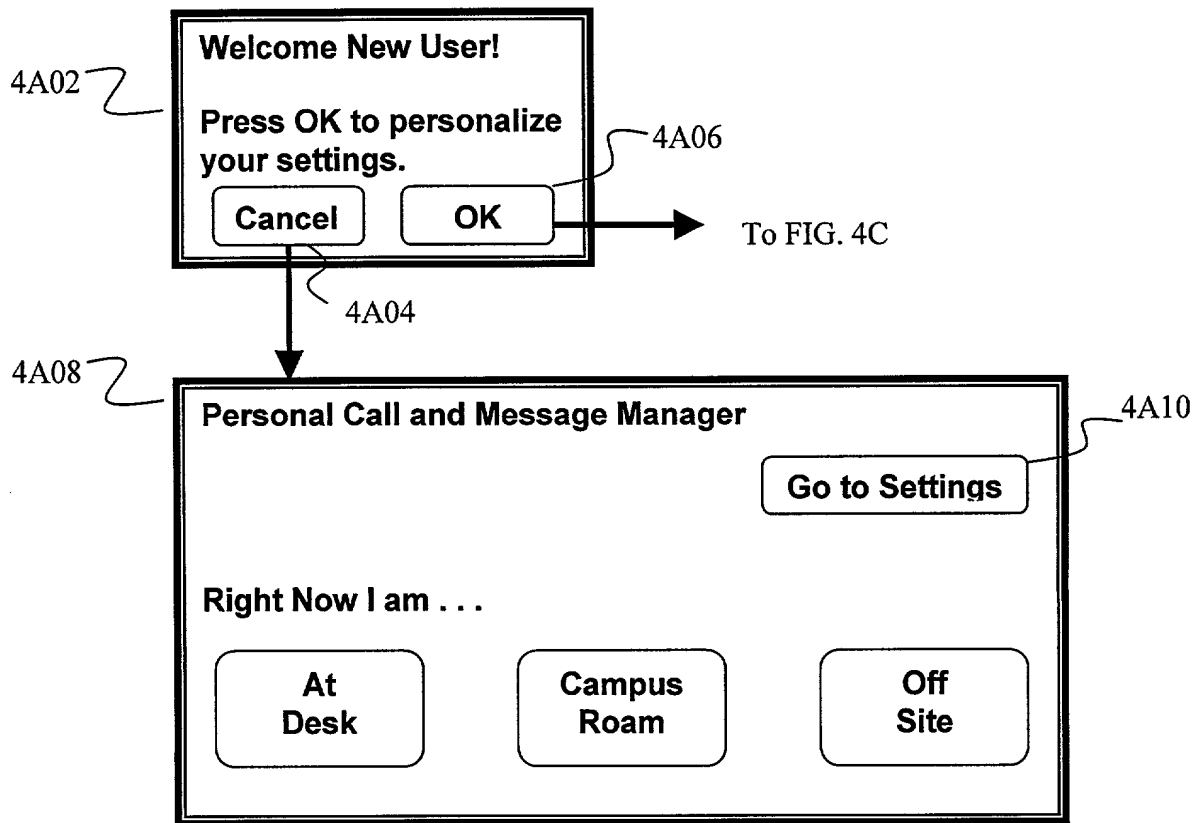 Welcome New User!
4A02
Press OK to personalize
your settings.
4A06
Cancel
OK
To FIG. 4C
4A04
4A08
Personal Call and Message Manager
4A10
Go to Settings
Right Now I am . . .
At
Desk
Campus
Roam
Off
Site